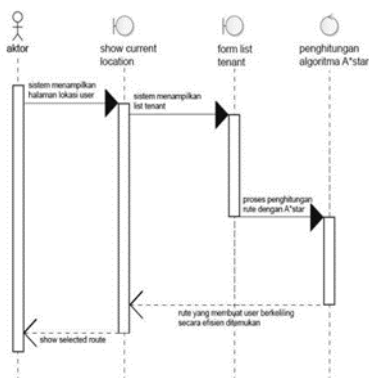 aktor
show current
location
form list
tenant
penghitungan
algoritma A*star
sistem menampilkan
halaman lokasi user
sistem menampilkan
list tenant
proses penghitungan
rute dengan A*star
rute yang membuat user berkeliling
secara efisien ditemukan
show selected route